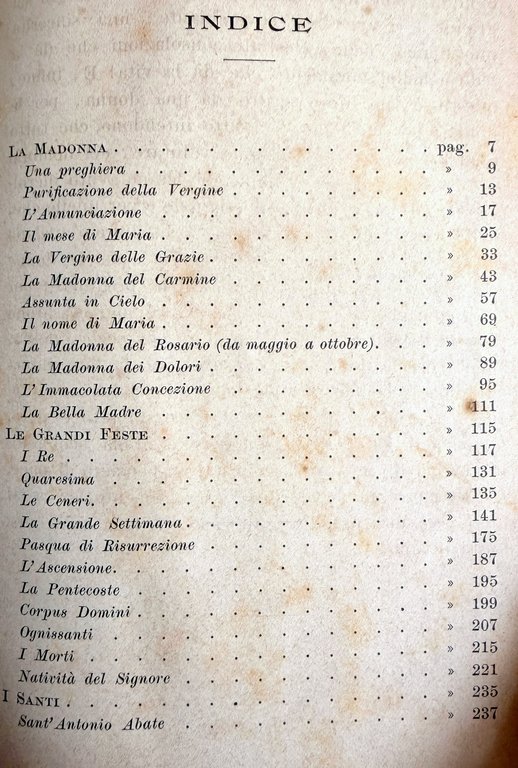 INDICE
LA MADONNA . . . . . . . . . . . . . pag. 7
Una preghiera . . . . . . . . . . . . » 9
Purificazione della Vergine . . . . . . . . » 13
L'Annunciazione . . . . . . . . . . . . » 17
Il mese di Maria . . . . . . . . . . . » 25
La Vergine delle Grazie . . . . . . . . . » 33
La Madonna del Carmine . . . . . . . . » 43
Assunta in Cielo . . . . . . . . . . . » 57
Il nome di Maria . . . . . . . . . . . » 69
La Madonna del Rosario (da maggio a ottobre) . . . » 79
La Madonna dei Dolori . . . . . . . . . » 89
L'Immacolata Concezione . . . . . . . . » 95
La Bella Madre . . . . . . . . . . . » 111
LE GRANDI FESTE . . . . . . . . . . . » 115
I Re . . . . . . . . . . . . . . » 117
Quaresima . . . . . . . . . . . . . » 131
Le Ceneri . . . . . . . . . . . . . » 135
La Grande Settimana . . . . . . . . . . » 141
Pasqua di Risurrezione . . . . . . . . . » 175
L'Ascensione . . . . . . . . . . . . » 187
La Pentecoste . . . . . . . . . . . . » 195
Corpus Domini . . . . . . . . . . . . » 199
Ognissanti . . . . . . . . . . . . . » 207
I Morti . . . . . . . . . . . . . . » 215
Natività del Signore . . . . . . . . . . » 221
I SANTI . . . . . . . . . . . . . . » 235
Sant'Antonio Abate . . . . . . . . . . » 237